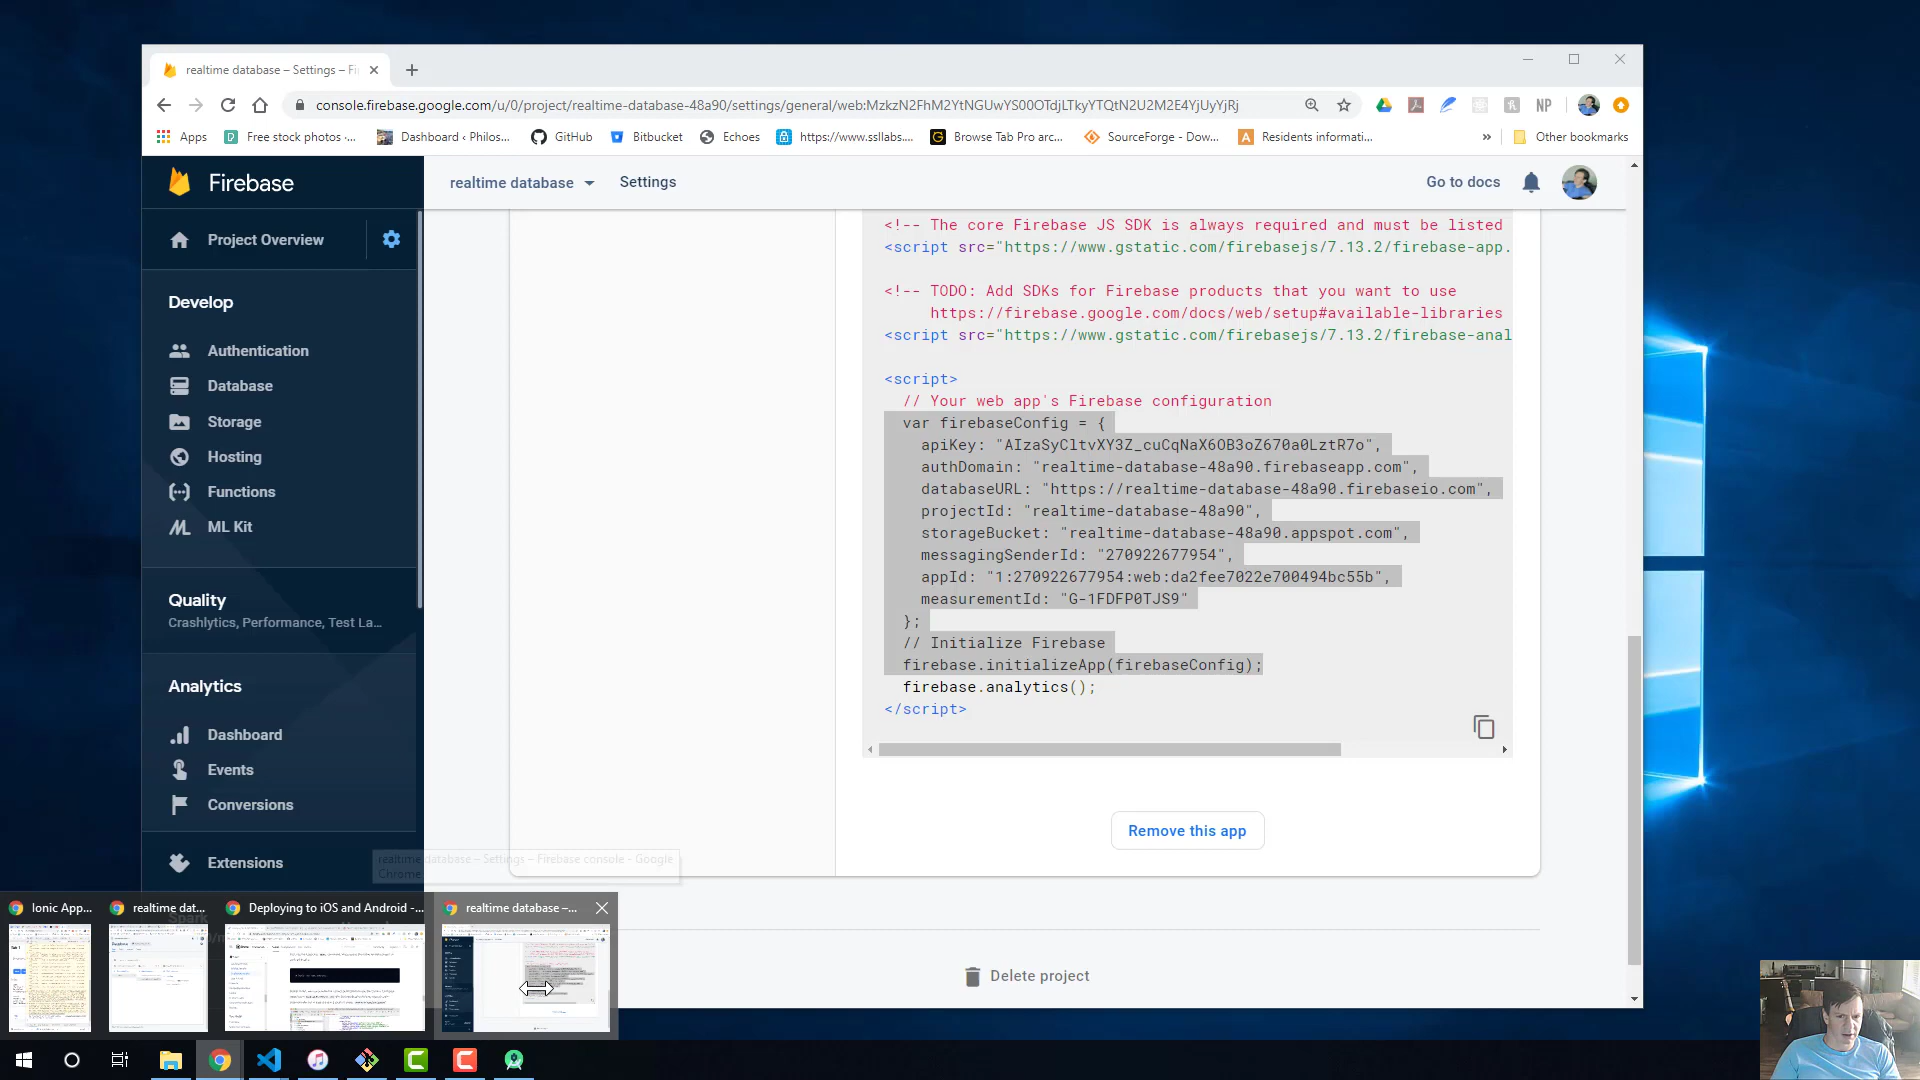 realtime database – Settings – Fi
console.firebase.google.com/u/0/project/realtime-database-48a90/settings/general/web:MzkzN2FhM2YtNGUwYS00OTdjLTkyYTQtN2U2M2E4YjUyYjRj
NP
Apps
Free stock photos -...
Dashboard ‹ Philos...
GitHub
Bitbucket
Echoes
https://www.ssllabs....
Browse Tab Pro arc...
SourceForge - Dow...
Residents informati...
»
Other bookmarks
Firebase
realtime database
Settings
Go to docs
Project Overview
Develop
Authentication
Database
Storage
Hosting
Functions
ML Kit
Quality
Crashlytics, Performance, Test La...
Analytics
Dashboard
Events
Conversions
Extensions
<!-- The core Firebase JS SDK is always required and must be listed
<script src="https://www.gstatic.com/firebasejs/7.13.2/firebase-app.
<!-- TODO: Add SDKs for Firebase products that you want to use
https://firebase.google.com/docs/web/setup#available-libraries
<script src="https://www.gstatic.com/firebasejs/7.13.2/firebase-anal
<script>
// Your web app's Firebase configuration
var firebaseConfig = {
apiKey: "AIzaSyCltvXY3Z_cuCqNaX6OB3oZ670a0LztR7o",
authDomain: "realtime-database-48a90.firebaseapp.com",
databaseURL: "https://realtime-database-48a90.firebaseio.com",
projectId: "realtime-database-48a90",
storageBucket: "realtime-database-48a90.appspot.com",
messagingSenderId: "270922677954",
appId: "1:270922677954:web:da2fee7022e700494bc55b",
measurementId: "G-1FDFP0TJS9"
};
// Initialize Firebase
firebase.initializeApp(firebaseConfig);
firebase.analytics();
</script>
Remove this app
Delete project
realtime database – Settings – Firebase console - Google
Chrome
Spark
Ionic App...
realtime dat...
Deploying to iOS and Android -...
realtime database –...